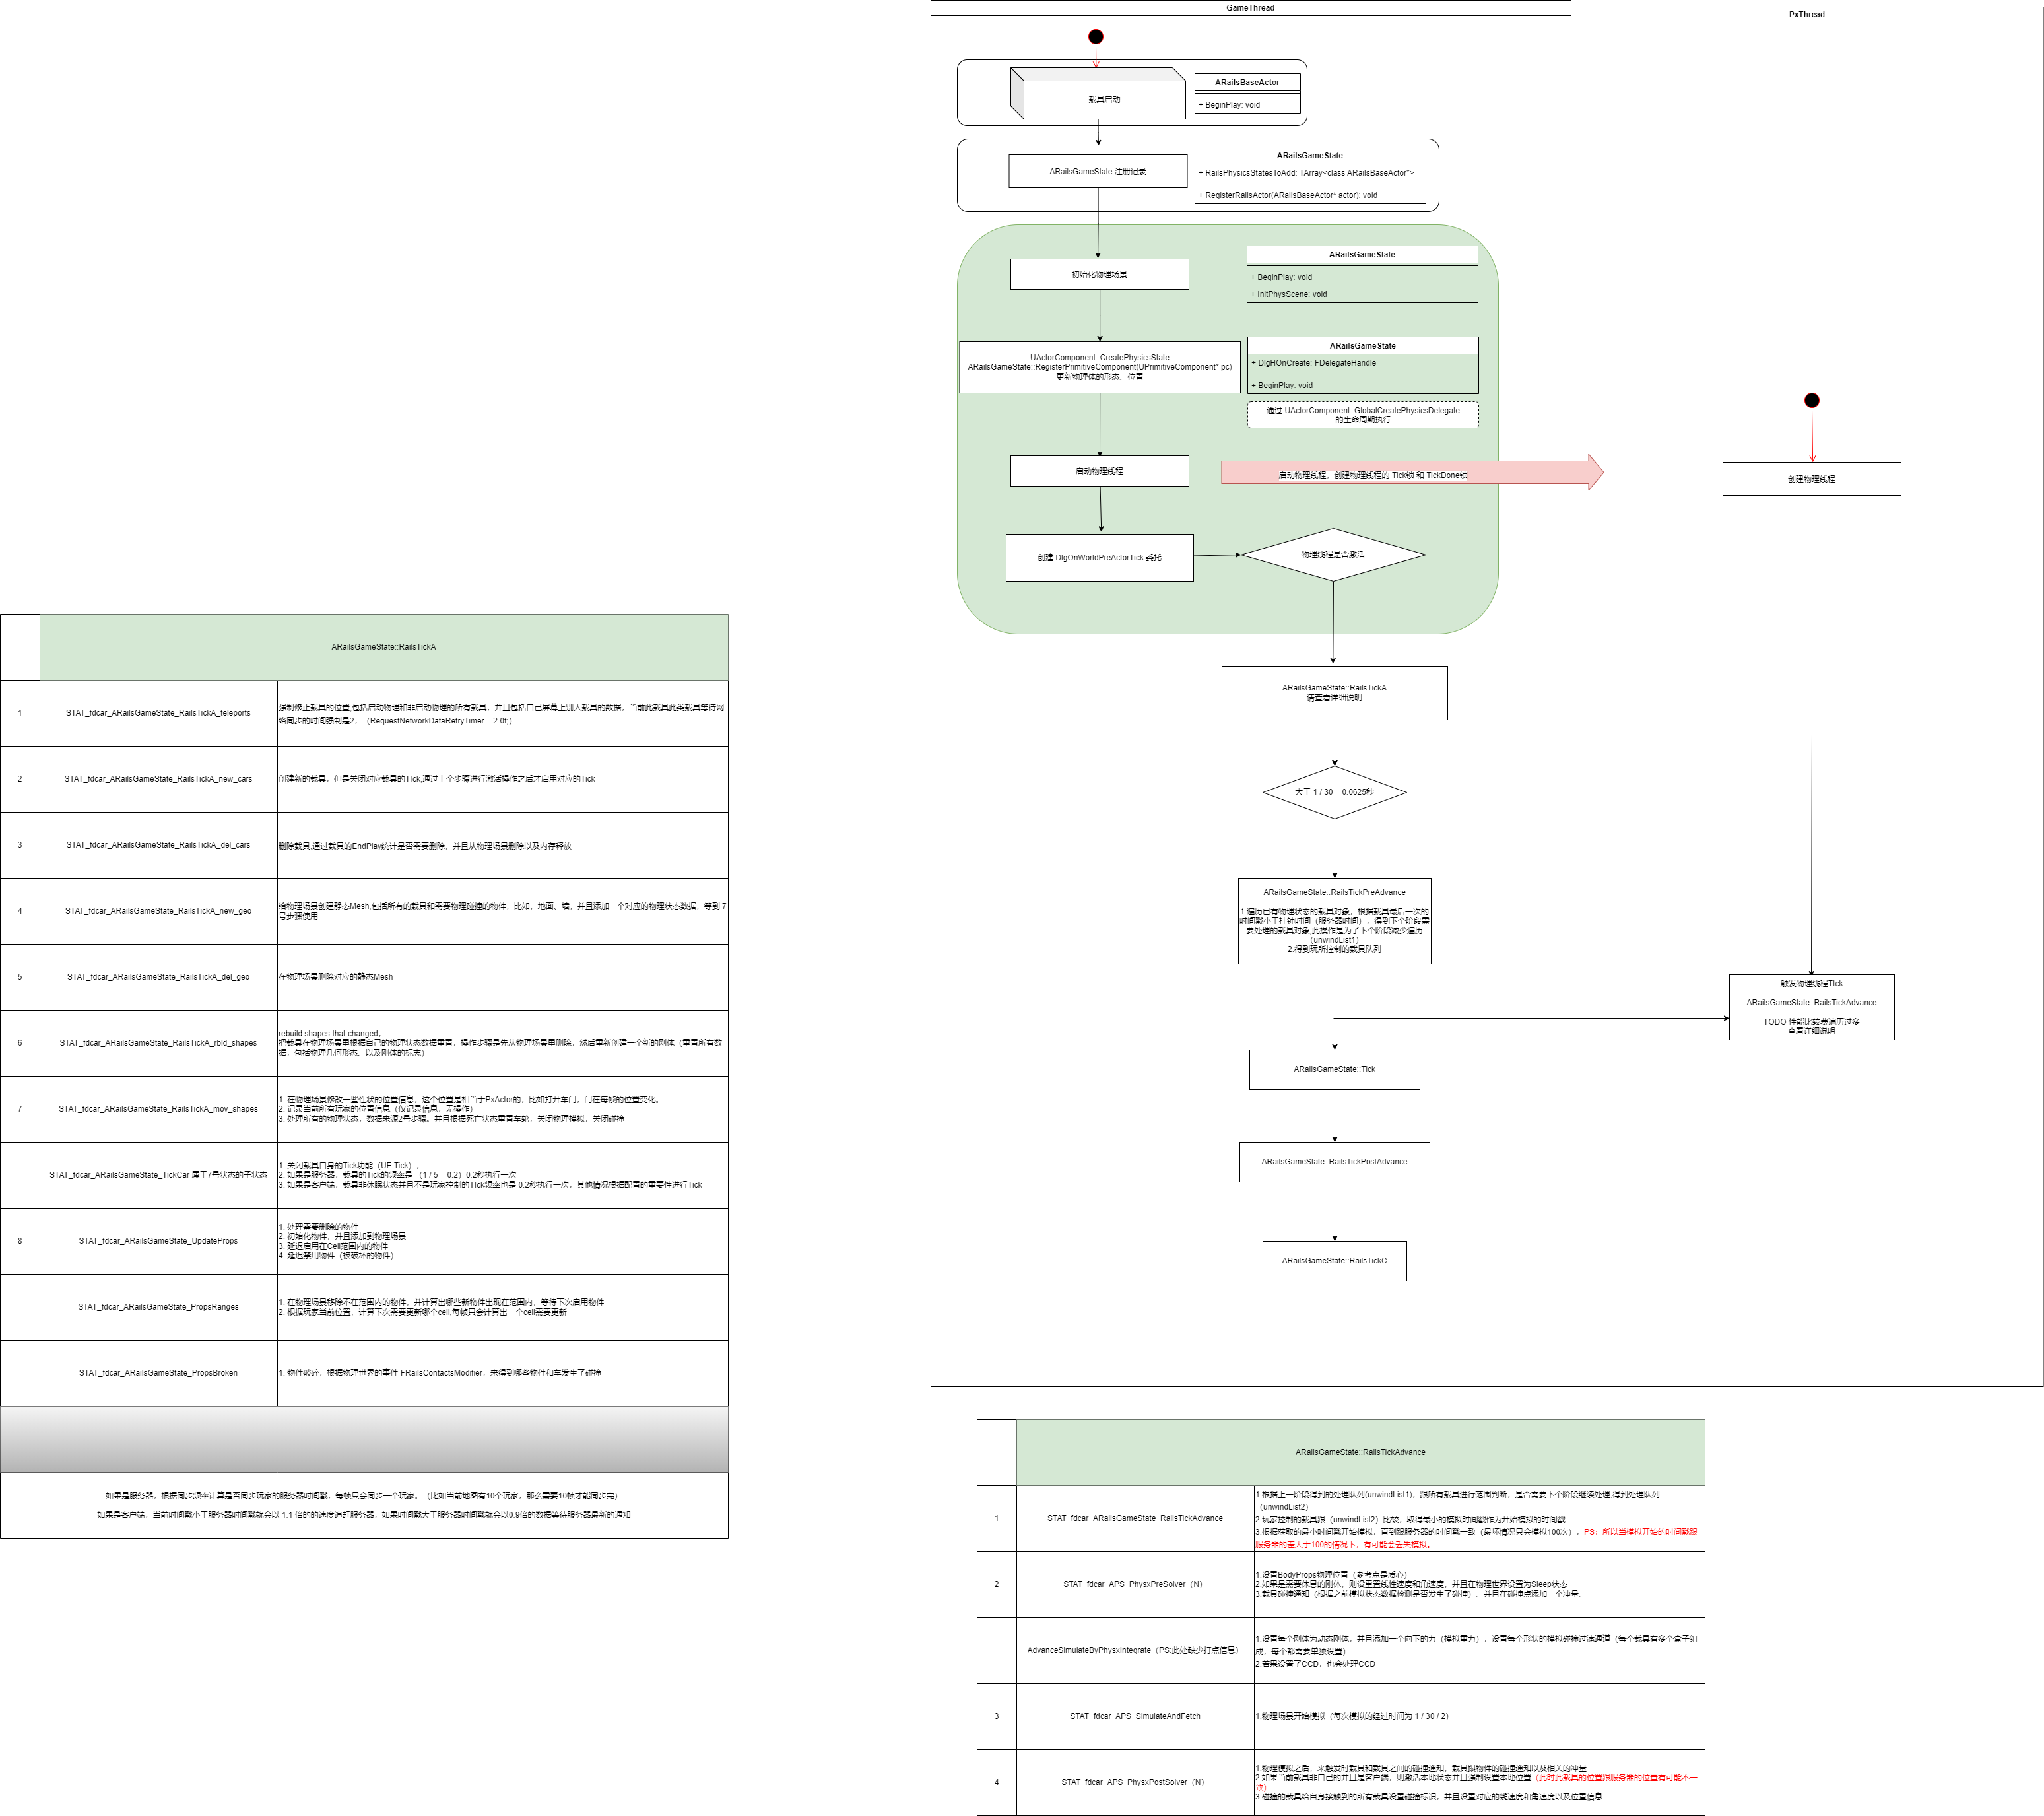 GameThread
PxThread
载具启动
ARailsBaseActor
+ BeginPlay: void
ARailsGameState 注册记录
ARailsGameState
+ RailsPhysicsStatesToAdd: TArray<class ARailsBaseActor*>
+ RegisterRailsActor(ARailsBaseActor* actor): void
初始化物理场景
ARailsGameState
+ BeginPlay: void
+ InitPhysScene: void
UActorComponent::CreatePhysicsState
ARailsGameState::RegisterPrimitiveComponent(UPrimitiveComponent* pc)
更新物理体的形态、位置
ARailsGameState
+ DlgHOnCreate: FDelegateHandle
+ BeginPlay: void
通过 UActorComponent::GlobalCreatePhysicsDelegate
的生命周期执行
启动物理线程
启动物理线程，创建物理线程的 Tick锁 和 TickDone锁
创建物理线程
创建 DlgOnWorldPreActorTick 委托
物理线程是否激活
ARailsGameState::RailsTickA
请查看详细说明
大于 1 / 30 = 0.0625秒
ARailsGameState::RailsTickPreAdvance
1.遍历已有物理状态的载具对象，根据载具最后一次的
时间戳小于挂钟时间（服务器时间），得到下个阶段需
要处理的载具对象,此操作是为了下个阶段减少遍历
（unwindList1）
2.得到玩所控制的载具队列
触发物理线程TIck
ARailsGameState::RailsTickAdvance
TODO 性能比较费遍历过多
查看详细说明
ARailsGameState::Tick
ARailsGameState::RailsTickPostAdvance
ARailsGameState::RailsTickC
ARailsGameState::RailsTickA
1
STAT_fdcar_ARailsGameState_RailsTickA_teleports
强制修正载具的位置,包括启动物理和非启动物理的所有载具，并且包括自己屏幕上别人载具的数据，当前此载具此类载具等待网
络同步的时间强制是2，（RequestNetworkDataRetryTimer = 2.0f;）
2
STAT_fdcar_ARailsGameState_RailsTickA_new_cars
创建新的载具，但是关闭对应载具的TIck,通过上个步骤进行激活操作之后才启用对应的Tick
3
STAT_fdcar_ARailsGameState_RailsTickA_del_cars
删除载具,通过载具的EndPlay统计是否需要删除，并且从物理场景删除以及内存释放
4
STAT_fdcar_ARailsGameState_RailsTickA_new_geo
给物理场景创建静态Mesh,包括所有的载具和需要物理碰撞的物件，比如，地面、墙，并且添加一个对应的物理状态数据，等到 7
号步骤使用
5
STAT_fdcar_ARailsGameState_RailsTickA_del_geo
在物理场景删除对应的静态Mesh
6
STAT_fdcar_ARailsGameState_RailsTickA_rbld_shapes
rebuild shapes that changed，
把载具在物理场景里根据自己的物理状态数据重置，操作步骤是先从物理场景里删除，然后重新创建一个新的刚体（重置所有数
据，包括物理几何形态、以及刚体的标志）
7
STAT_fdcar_ARailsGameState_RailsTickA_mov_shapes
1. 在物理场景修改一些性状的位置信息，这个位置是相当于PxActor的，比如打开车门，门在每帧的位置变化。
2. 记录当前所有玩家的位置信息（仅记录信息，无操作）
3. 处理所有的物理状态，数据来源2号步骤。并且根据死亡状态重置车轮，关闭物理模拟，关闭碰撞
STAT_fdcar_ARailsGameState_TickCar 属于7号状态的子状态
1. 关闭载具自身的Tick功能（UE Tick），
2. 如果是服务器，载具的Tick的频率是 （1 / 5 = 0.2）0.2秒执行一次
3. 如果是客户端，载具非休眠状态并且不是玩家控制的TIck频率也是 0.2秒执行一次，其他情况根据配置的重要性进行Tick
8
STAT_fdcar_ARailsGameState_UpdateProps
1. 处理需要删除的物件
2. 初始化物件，并且添加到物理场景
3. 延迟启用在Cell范围内的物件
4. 延迟禁用物件（被破坏的物件）
STAT_fdcar_ARailsGameState_PropsRanges
1. 在物理场景移除不在范围内的物件，并计算出哪些新物件出现在范围内，等待下次启用物件
2. 根据玩家当前位置，计算下次需要更新哪个cell,每帧只会计算出一个cell需要更新
STAT_fdcar_ARailsGameState_PropsBroken
1. 物件破碎，根据物理世界的事件 FRailsContactsModifier，来得到哪些物件和车发生了碰撞
如果是服务器，根据同步频率计算是否同步玩家的服务器时间戳，每帧只会同步一个玩家。（比如当前地图有10个玩家，那么需要10帧才能同步完）
如果是客户端，当前时间戳小于服务器时间戳就会以 1.1 倍的的速度追赶服务器，如果时间戳大于服务器时间戳就会以0.9倍的数据等待服务器最新的通知
ARailsGameState::RailsTickAdvance
1
STAT_fdcar_ARailsGameState_RailsTickAdvance
1.根据上一阶段得到的处理队列(unwindList1)，跟所有载具进行范围判断，是否需要下个阶段继续处理,得到处理队列
（unwindList2）
2.玩家控制的载具跟（unwindList2）比较，取得最小的模拟时间戳作为开始模拟的时间戳
3.根据获取的最小时间戳开始模拟，直到跟服务器的时间戳一致（最坏情况只会模拟100次），PS：所以当模拟开始的时间戳跟
服务器的差大于100的情况下，有可能会丢失模拟。
2
STAT_fdcar_APS_PhysxPreSolver（N）
1.设置BodyProps物理位置（参考点是质心）
2.如果是需要休息的刚体，则设重置线性速度和角速度，并且在物理世界设置为Sleep状态
3.载具碰撞通知（根据之前模拟状态数据检测是否发生了碰撞）。并且在碰撞点添加一个冲量。
AdvanceSimulateByPhysxIntegrate（PS:此处缺少打点信息）
1.设置每个刚体为动态刚体，并且添加一个向下的力（模拟重力），设置每个形状的模拟碰撞过滤通道（每个载具有多个盒子组
成，每个都需要单独设置）
2.若果设置了CCD，也会处理CCD
3
STAT_fdcar_APS_SimulateAndFetch
1.物理场景开始模拟（每次模拟的经过时间为 1 / 30 / 2）
4
STAT_fdcar_APS_PhysxPostSolver（N）
1.物理模拟之后，来触发时载具和载具之间的碰撞通知，载具跟物件的碰撞通知以及相关的冲量
2.如果当前载具非自己的并且是客户端，则激活本地状态并且强制设置本地位置（此时此载具的位置跟服务器的位置有可能不一
致）
3.碰撞的载具给自身接触到的所有载具设置碰撞标识，并且设置对应的线速度和角速度以及位置信息